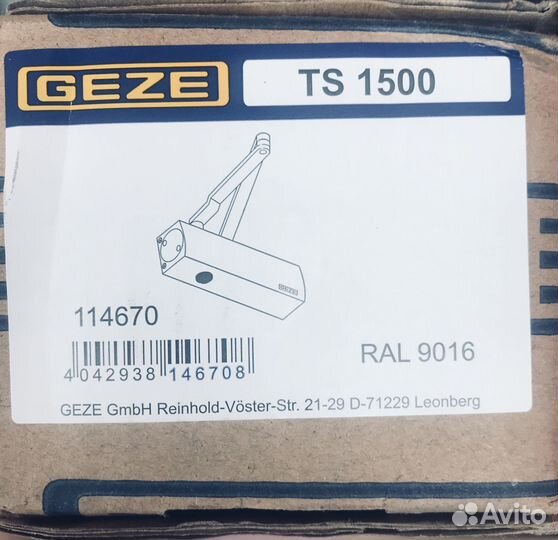 GEZE TS 1500
GEZE
114670
4 042938 146708
RAL 9016
GEZE GmbH Reinhold-Vöster-Str. 21-29 D-71229 Leonberg
Avito